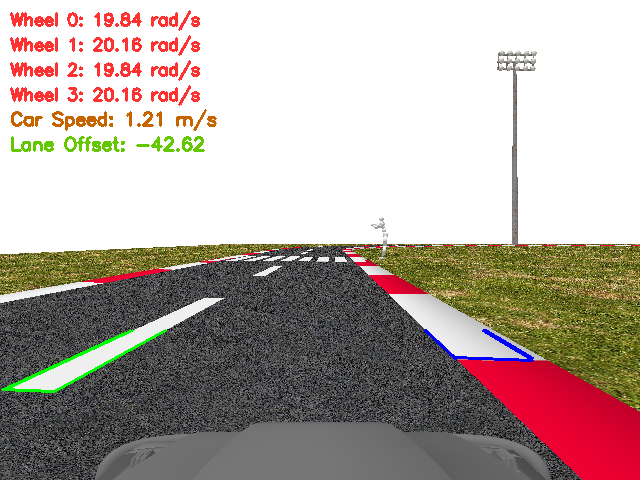 Wheel 0: 19.84 rad/s
Wheel 1: 20.16 rad/s
Wheel 2: 19.84 rad/s
Wheel 3: 20.16 rad/s
Car Speed: 1.21 m/s
Lane Offset: -42.62